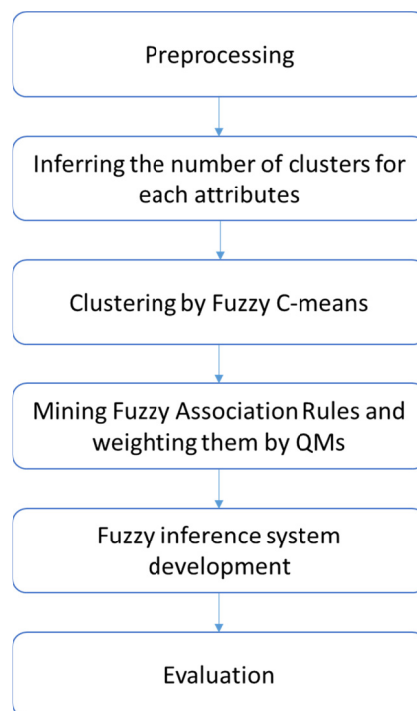 Preprocessing
Inferring the number of clusters for
each attributes
Clustering by Fuzzy C-means
Mining Fuzzy Association Rules and
weighting them by QMs
Fuzzy inference system
development
Evaluation